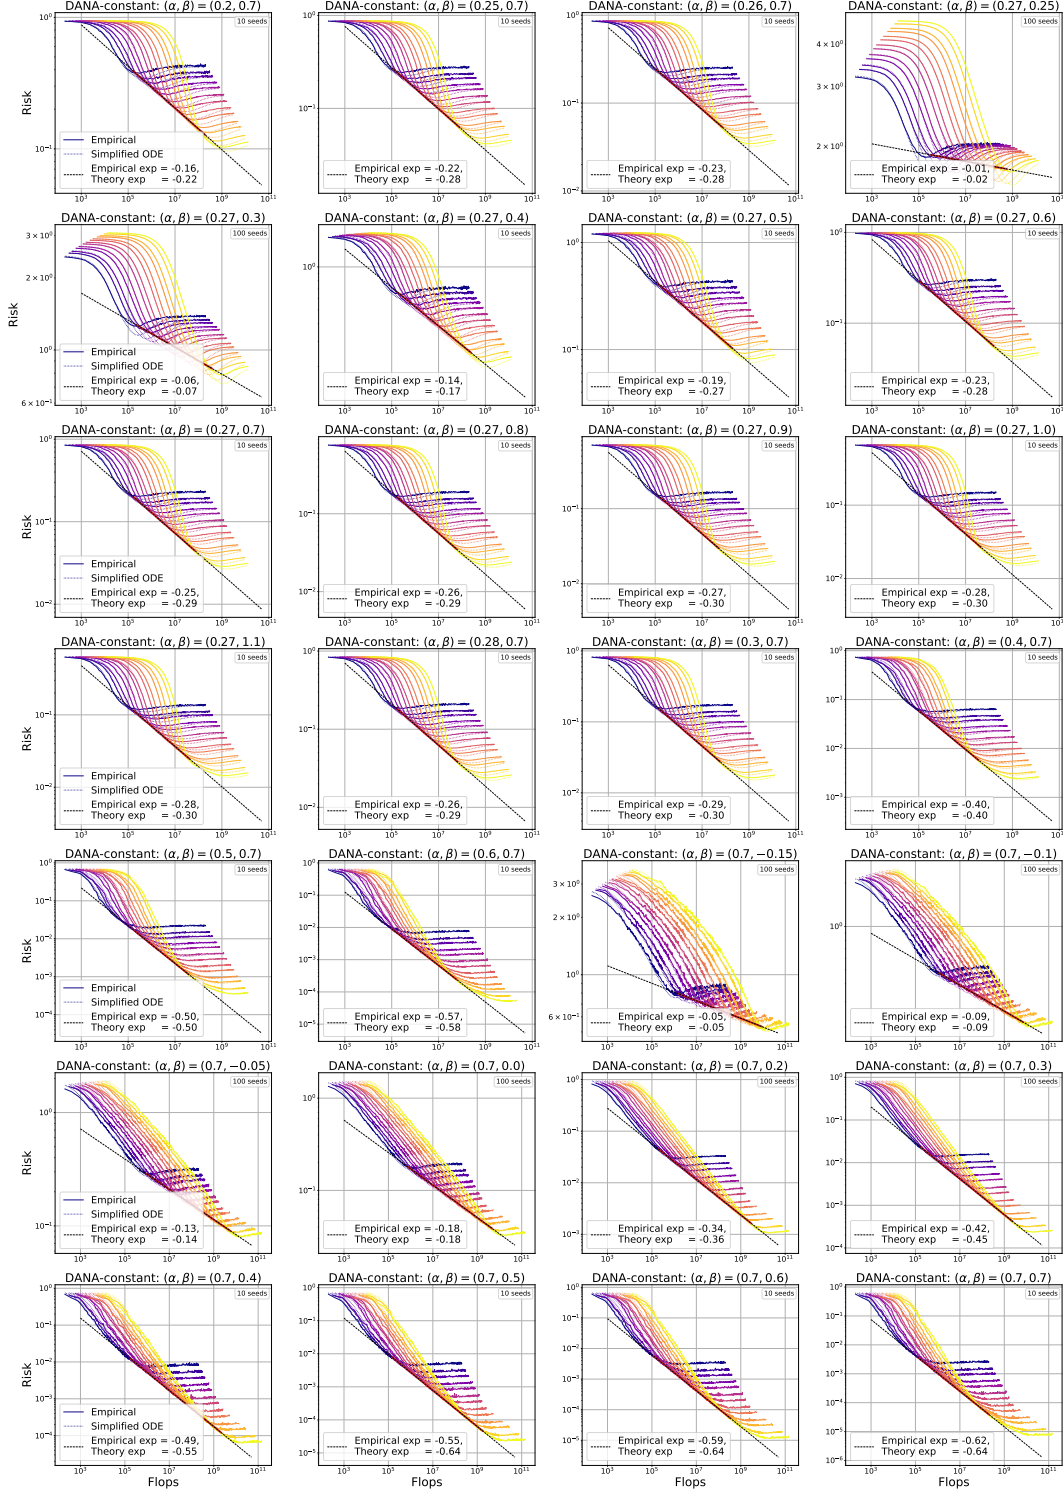 DANA-constant: (α, β) = (0.2, 0.7)
DANA-constant: (α, β) = (0.25, 0.7)
DANA-constant: (α, β) = (0.26, 0.7)
DANA-constant: (α, β) = (0.27, 0.25)
10 seeds
10 seeds
10 seeds
100 seeds
Risk
Empirical
Simplified ODE
Empirical exp = -0.16,
Theory exp = -0.22
Empirical exp = -0.22,
Theory exp = -0.28
Empirical exp = -0.23,
Theory exp = -0.28
Empirical exp = -0.01,
Theory exp = -0.02
DANA-constant: (α, β) = (0.27, 0.3)
DANA-constant: (α, β) = (0.27, 0.4)
DANA-constant: (α, β) = (0.27, 0.5)
DANA-constant: (α, β) = (0.27, 0.6)
100 seeds
10 seeds
10 seeds
10 seeds
Risk
Empirical
Simplified ODE
Empirical exp = -0.06,
Theory exp = -0.07
Empirical exp = -0.14,
Theory exp = -0.17
Empirical exp = -0.19,
Theory exp = -0.27
Empirical exp = -0.23,
Theory exp = -0.28
DANA-constant: (α, β) = (0.27, 0.7)
DANA-constant: (α, β) = (0.27, 0.8)
DANA-constant: (α, β) = (0.27, 0.9)
DANA-constant: (α, β) = (0.27, 1.0)
10 seeds
10 seeds
10 seeds
10 seeds
Risk
Empirical
Simplified ODE
Empirical exp = -0.25,
Theory exp = -0.29
Empirical exp = -0.26,
Theory exp = -0.29
Empirical exp = -0.27,
Theory exp = -0.30
Empirical exp = -0.28,
Theory exp = -0.30
DANA-constant: (α, β) = (0.27, 1.1)
DANA-constant: (α, β) = (0.28, 0.7)
DANA-constant: (α, β) = (0.3, 0.7)
DANA-constant: (α, β) = (0.4, 0.7)
10 seeds
10 seeds
10 seeds
10 seeds
Risk
Empirical
Simplified ODE
Empirical exp = -0.28,
Theory exp = -0.30
Empirical exp = -0.26,
Theory exp = -0.29
Empirical exp = -0.29,
Theory exp = -0.30
Empirical exp = -0.40,
Theory exp = -0.40
DANA-constant: (α, β) = (0.5, 0.7)
DANA-constant: (α, β) = (0.6, 0.7)
DANA-constant: (α, β) = (0.7, −0.15)
DANA-constant: (α, β) = (0.7, −0.1)
10 seeds
10 seeds
100 seeds
100 seeds
Risk
Empirical
Simplified ODE
Empirical exp = -0.50,
Theory exp = -0.50
Empirical exp = -0.57,
Theory exp = -0.58
Empirical exp = -0.05,
Theory exp = -0.05
Empirical exp = -0.09,
Theory exp = -0.09
DANA-constant: (α, β) = (0.7, −0.05)
DANA-constant: (α, β) = (0.7, 0.0)
DANA-constant: (α, β) = (0.7, 0.2)
DANA-constant: (α, β) = (0.7, 0.3)
100 seeds
100 seeds
100 seeds
10 seeds
Risk
Empirical
Simplified ODE
Empirical exp = -0.13,
Theory exp = -0.14
Empirical exp = -0.18,
Theory exp = -0.18
Empirical exp = -0.34,
Theory exp = -0.36
Empirical exp = -0.42,
Theory exp = -0.45
DANA-constant: (α, β) = (0.7, 0.4)
DANA-constant: (α, β) = (0.7, 0.5)
DANA-constant: (α, β) = (0.7, 0.6)
DANA-constant: (α, β) = (0.7, 0.7)
10 seeds
10 seeds
10 seeds
10 seeds
Risk
Empirical
Simplified ODE
Empirical exp = -0.49,
Theory exp = -0.55
Empirical exp = -0.55,
Theory exp = -0.64
Empirical exp = -0.59,
Theory exp = -0.64
Empirical exp = -0.62,
Theory exp = -0.64
Flops
Flops
Flops
Flops